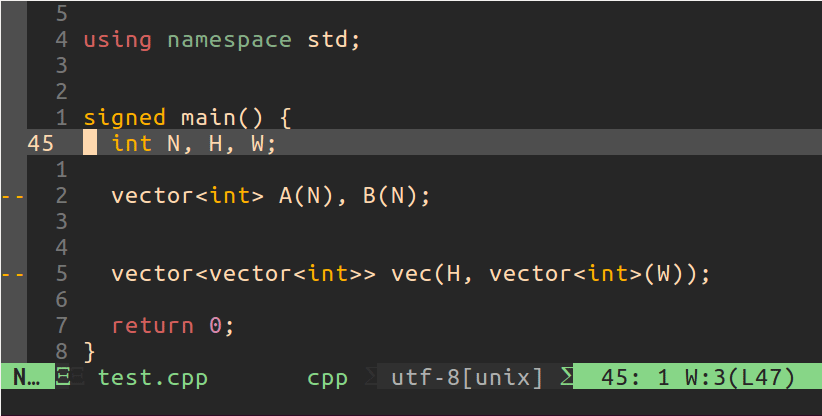 5
4 using namespace std;
3
2
1 signed main() {
45 int N, H, W;
1
-- 2 vector<int> A(N), B(N);
3
4
-- 5 vector<vector<int>> vec(H, vector<int>(W));
6
7 return 0;
8 }
N… Ξ Ξ test.cpp cpp Σ utf-8[unix] Σ 45: 1 W:3(L47)